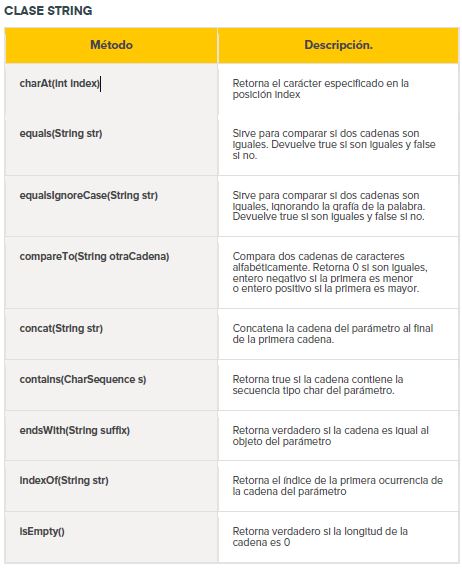 CLASE STRING
Método Descripción.
charAt(int index) Retorna el carácter especificado en la
posición index
equals(String str) Sirve para comparar si dos cadenas son
iguales. Devuelve true si son iguales y false
si no.
equalsIgnoreCase(String str) Sirve para comparar si dos cadenas son
iguales, ignorando la grafía de la palabra.
Devuelve true si son iguales y false si no.
compareTo(String otraCadena) Compara dos cadenas de caracteres
alfabéticamente. Retorna 0 si son iguales,
entero negativo si la primera es menor
o entero positivo si la primera es mayor.
concat(String str) Concatena la cadena del parámetro al final
de la primera cadena.
contains(CharSequence s) Retorna true si la cadena contiene la
secuencia tipo char del parámetro.
endsWith(String suffix) Retorna verdadero si la cadena es igual al
objeto del parámetro
indexOf(String str) Retorna el índice de la primera ocurrencia de
la cadena del parámetro
isEmpty() Retorna verdadero si la longitud de la
cadena es 0